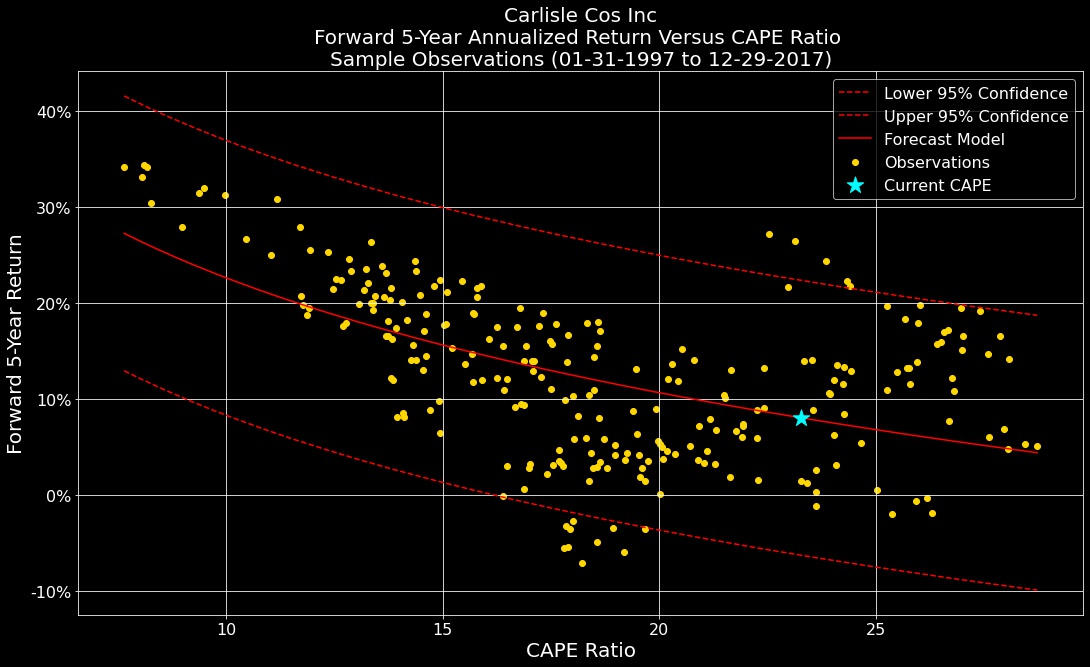 Carlisle Cos Inc
Forward 5-Year Annualized Return Versus CAPE Ratio
Sample Observations (01-31-1997 to 12-29-2017)
Lower 95% Confidence
Upper 95% Confidence
Forecast Model
Observations
Current CAPE
Forward 5-Year Return
40%
30%
20%
10%
0%
-10%
10
15
20
25
CAPE Ratio